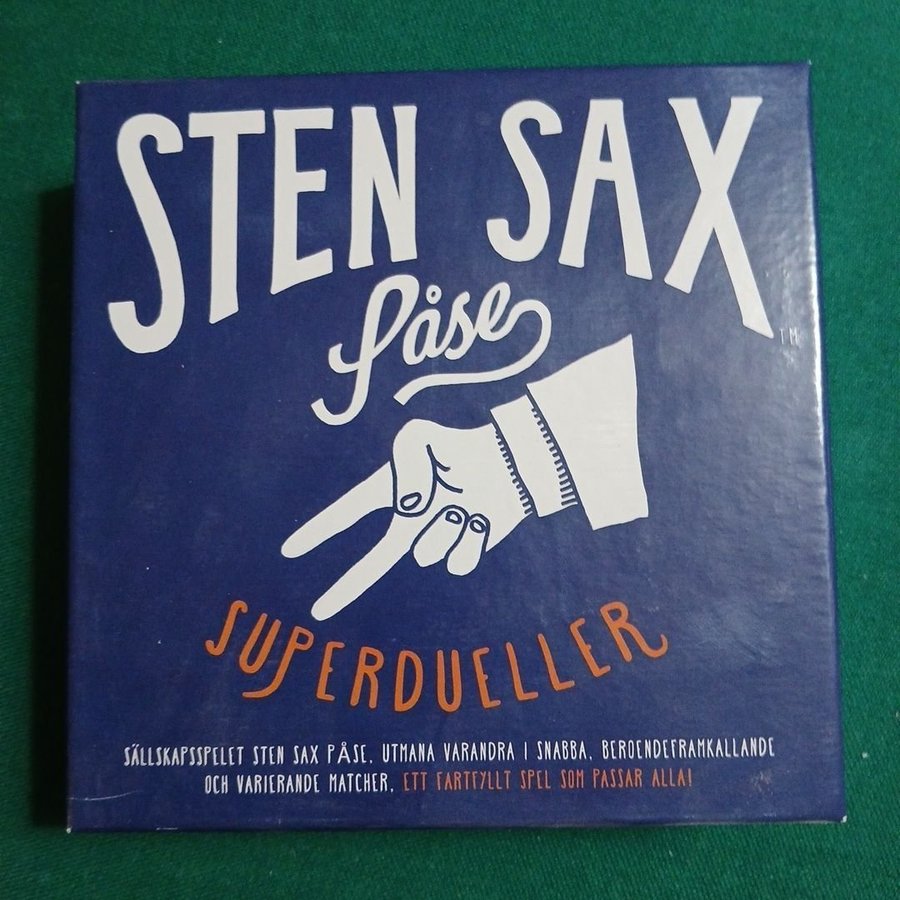 STEN SAX
påse
TM
SUPERDUELLER
SÄLLSKAPSSPELET STEN SAX PÅSE. UTMANA VARANDRA I SNABBA, BEROENDEFRAMKALLANDE
OCH VARIERANDE MATCHER, ETT FARTFYLLT SPEL SOM PASSAR ALLA!